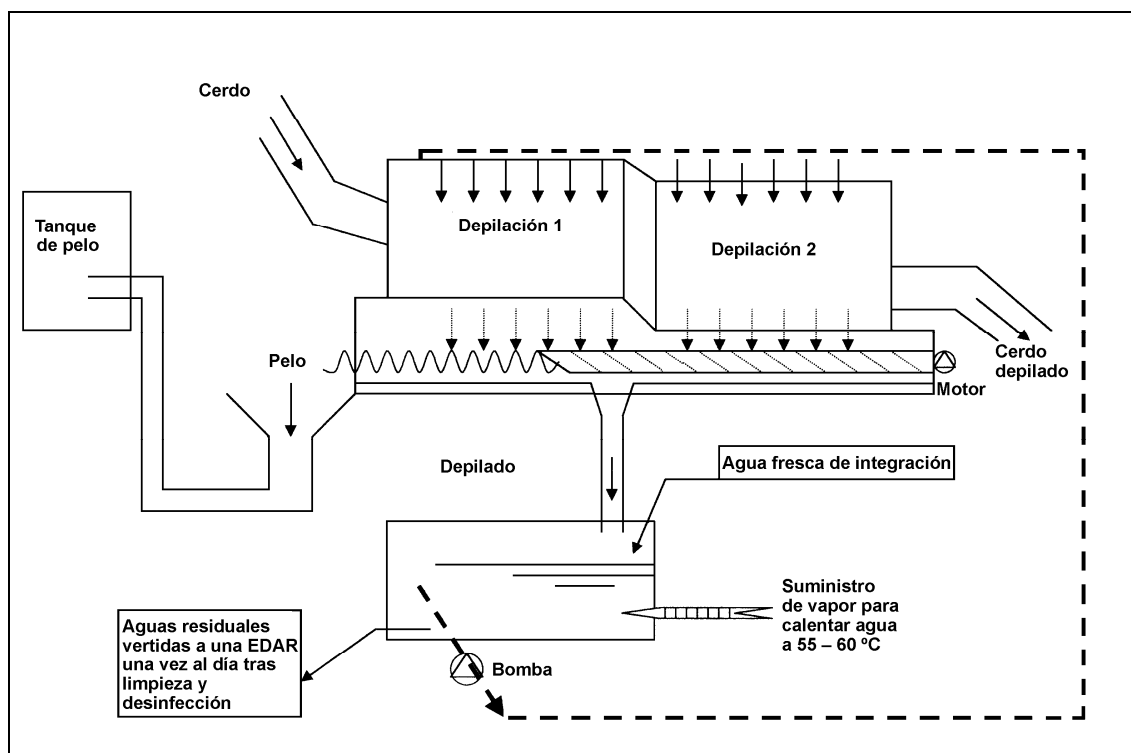 Cerdo
Tanque
de pelo
Depilación 1
Depilación 2
Pelo
Cerdo
depilado
Motor
Depilado
Agua fresca de integración
Suministro
de vapor para
calentar agua
a 55 – 60 ºC
Aguas residuales
vertidas a una EDAR
una vez al día tras
limpieza y
desinfección
Bomba